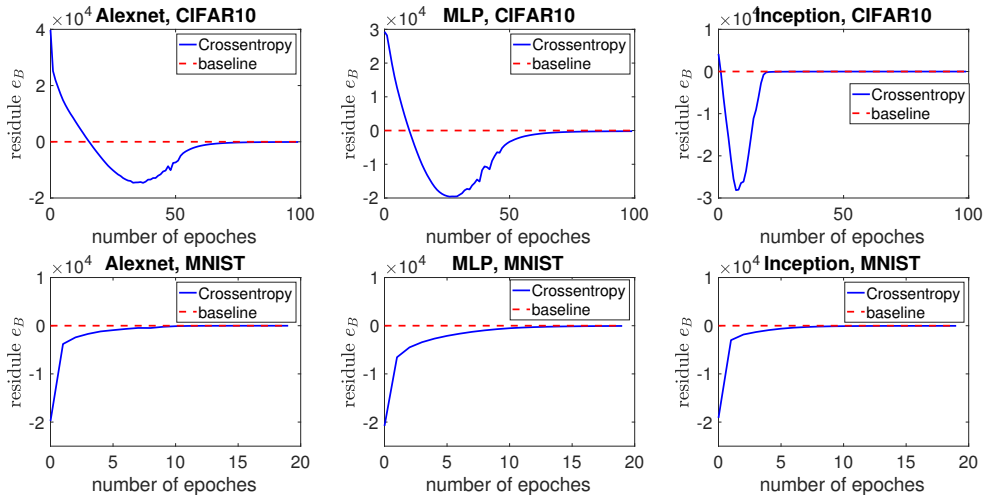 Alexnet, CIFAR10
×10⁴
4
2
0
-2
0
50
100
residule e_B
number of epoches
Crossentropy
baseline
MLP, CIFAR10
×10⁴
3
2
1
0
-1
-2
0
50
100
residule e_B
number of epoches
Crossentropy
baseline
Inception, CIFAR10
×10⁴
1
0
-1
-2
-3
0
50
100
residule e_B
number of epoches
Crossentropy
baseline
Alexnet, MNIST
×10⁴
1
0
-1
-2
0
5
10
15
20
residule e_B
number of epoches
Crossentropy
baseline
MLP, MNIST
×10⁴
1
0
-1
-2
0
5
10
15
20
residule e_B
number of epoches
Crossentropy
baseline
Inception, MNIST
×10⁴
1
0
-1
-2
0
5
10
15
20
residule e_B
number of epoches
Crossentropy
baseline